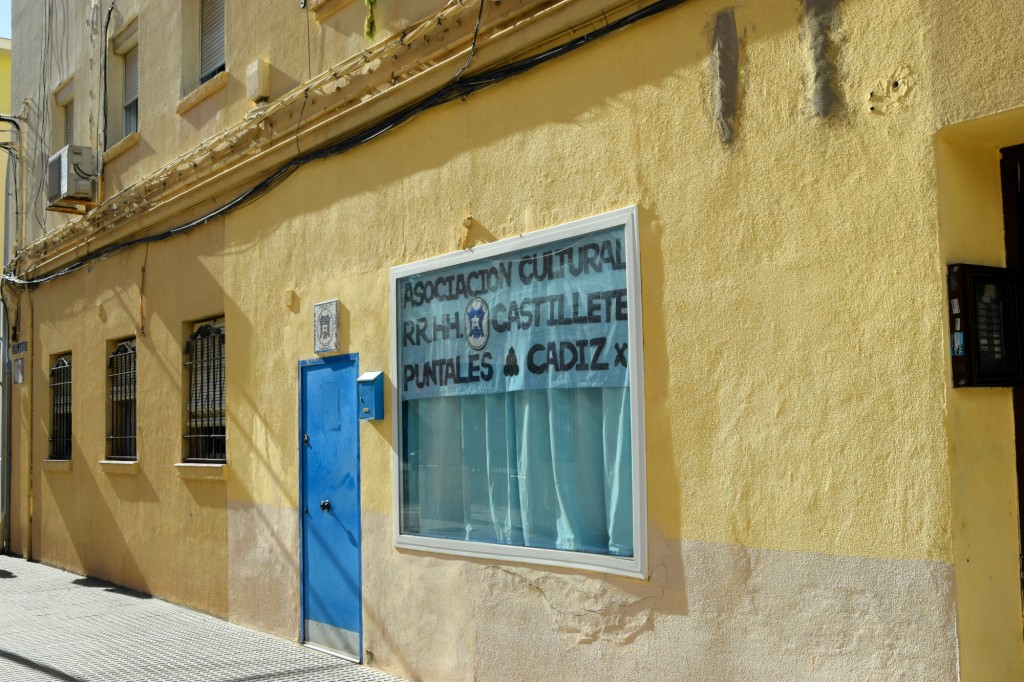 ASOCIACION CULTURAL
RR.HH. CASTILLETE
PUNTALES CADIZ